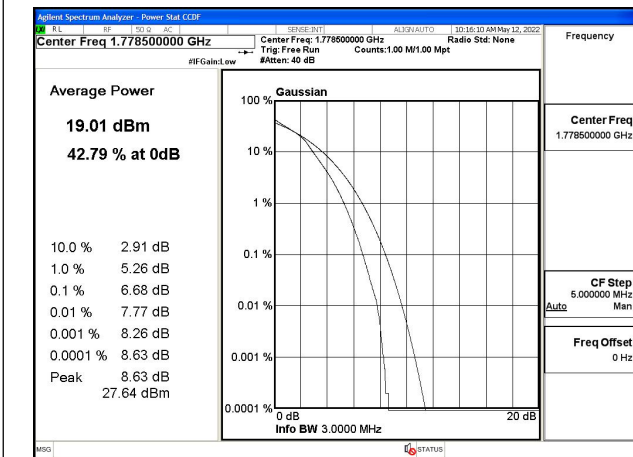 Agilent Spectrum Analyzer - Power Stat CCDF
LXI RL RF 50 Ω AC SENSE:INT ALIGN AUTO 10:16:10 AM May 12, 2022
Center Freq 1.778500000 GHz
Center Freq: 1.778500000 GHz Radio Std: None
Trig: Free Run Counts:1.00 M/1.00 Mpt
#IFGain:Low #Atten: 40 dB
Frequency
Average Power
19.01 dBm
42.79 % at 0dB
10.0 % 2.91 dB
1.0 % 5.26 dB
0.1 % 6.68 dB
0.01 % 7.77 dB
0.001 % 8.26 dB
0.0001 % 8.63 dB
Peak 8.63 dB
27.64 dBm
Gaussian
100 %
10 %
1 %
0.1 %
0.01 %
0.001 %
0.0001 %
0 dB 20 dB
Info BW 3.0000 MHz
Center Freq
1.778500000 GHz
CF Step
5.000000 MHz
Auto Man
Freq Offset
0 Hz
MSG STATUS